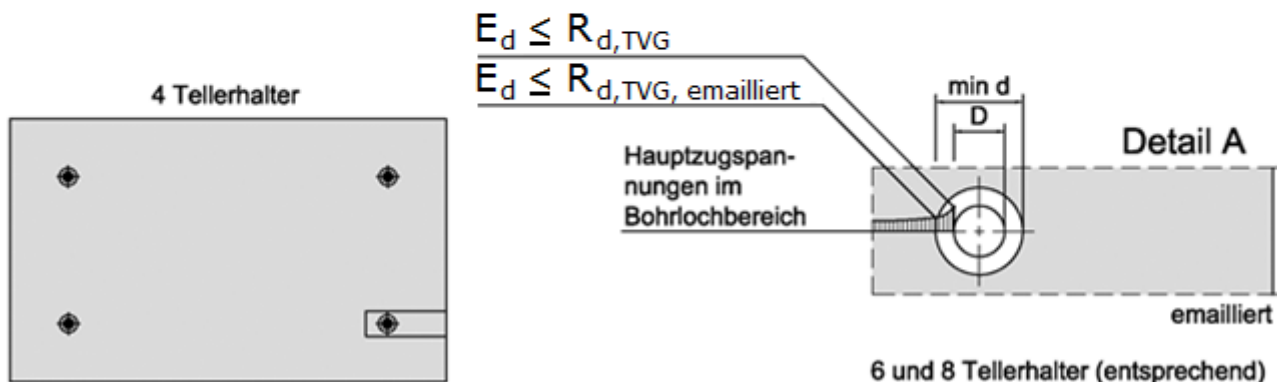 E_d ≤ R_d,TVG
E_d ≤ R_d,TVG, emailliert
4 Tellerhalter
min d
D
Detail A
Hauptzugspan-
nungen im
Bohrlochbereich
emailliert
6 und 8 Tellerhalter (entsprechend)